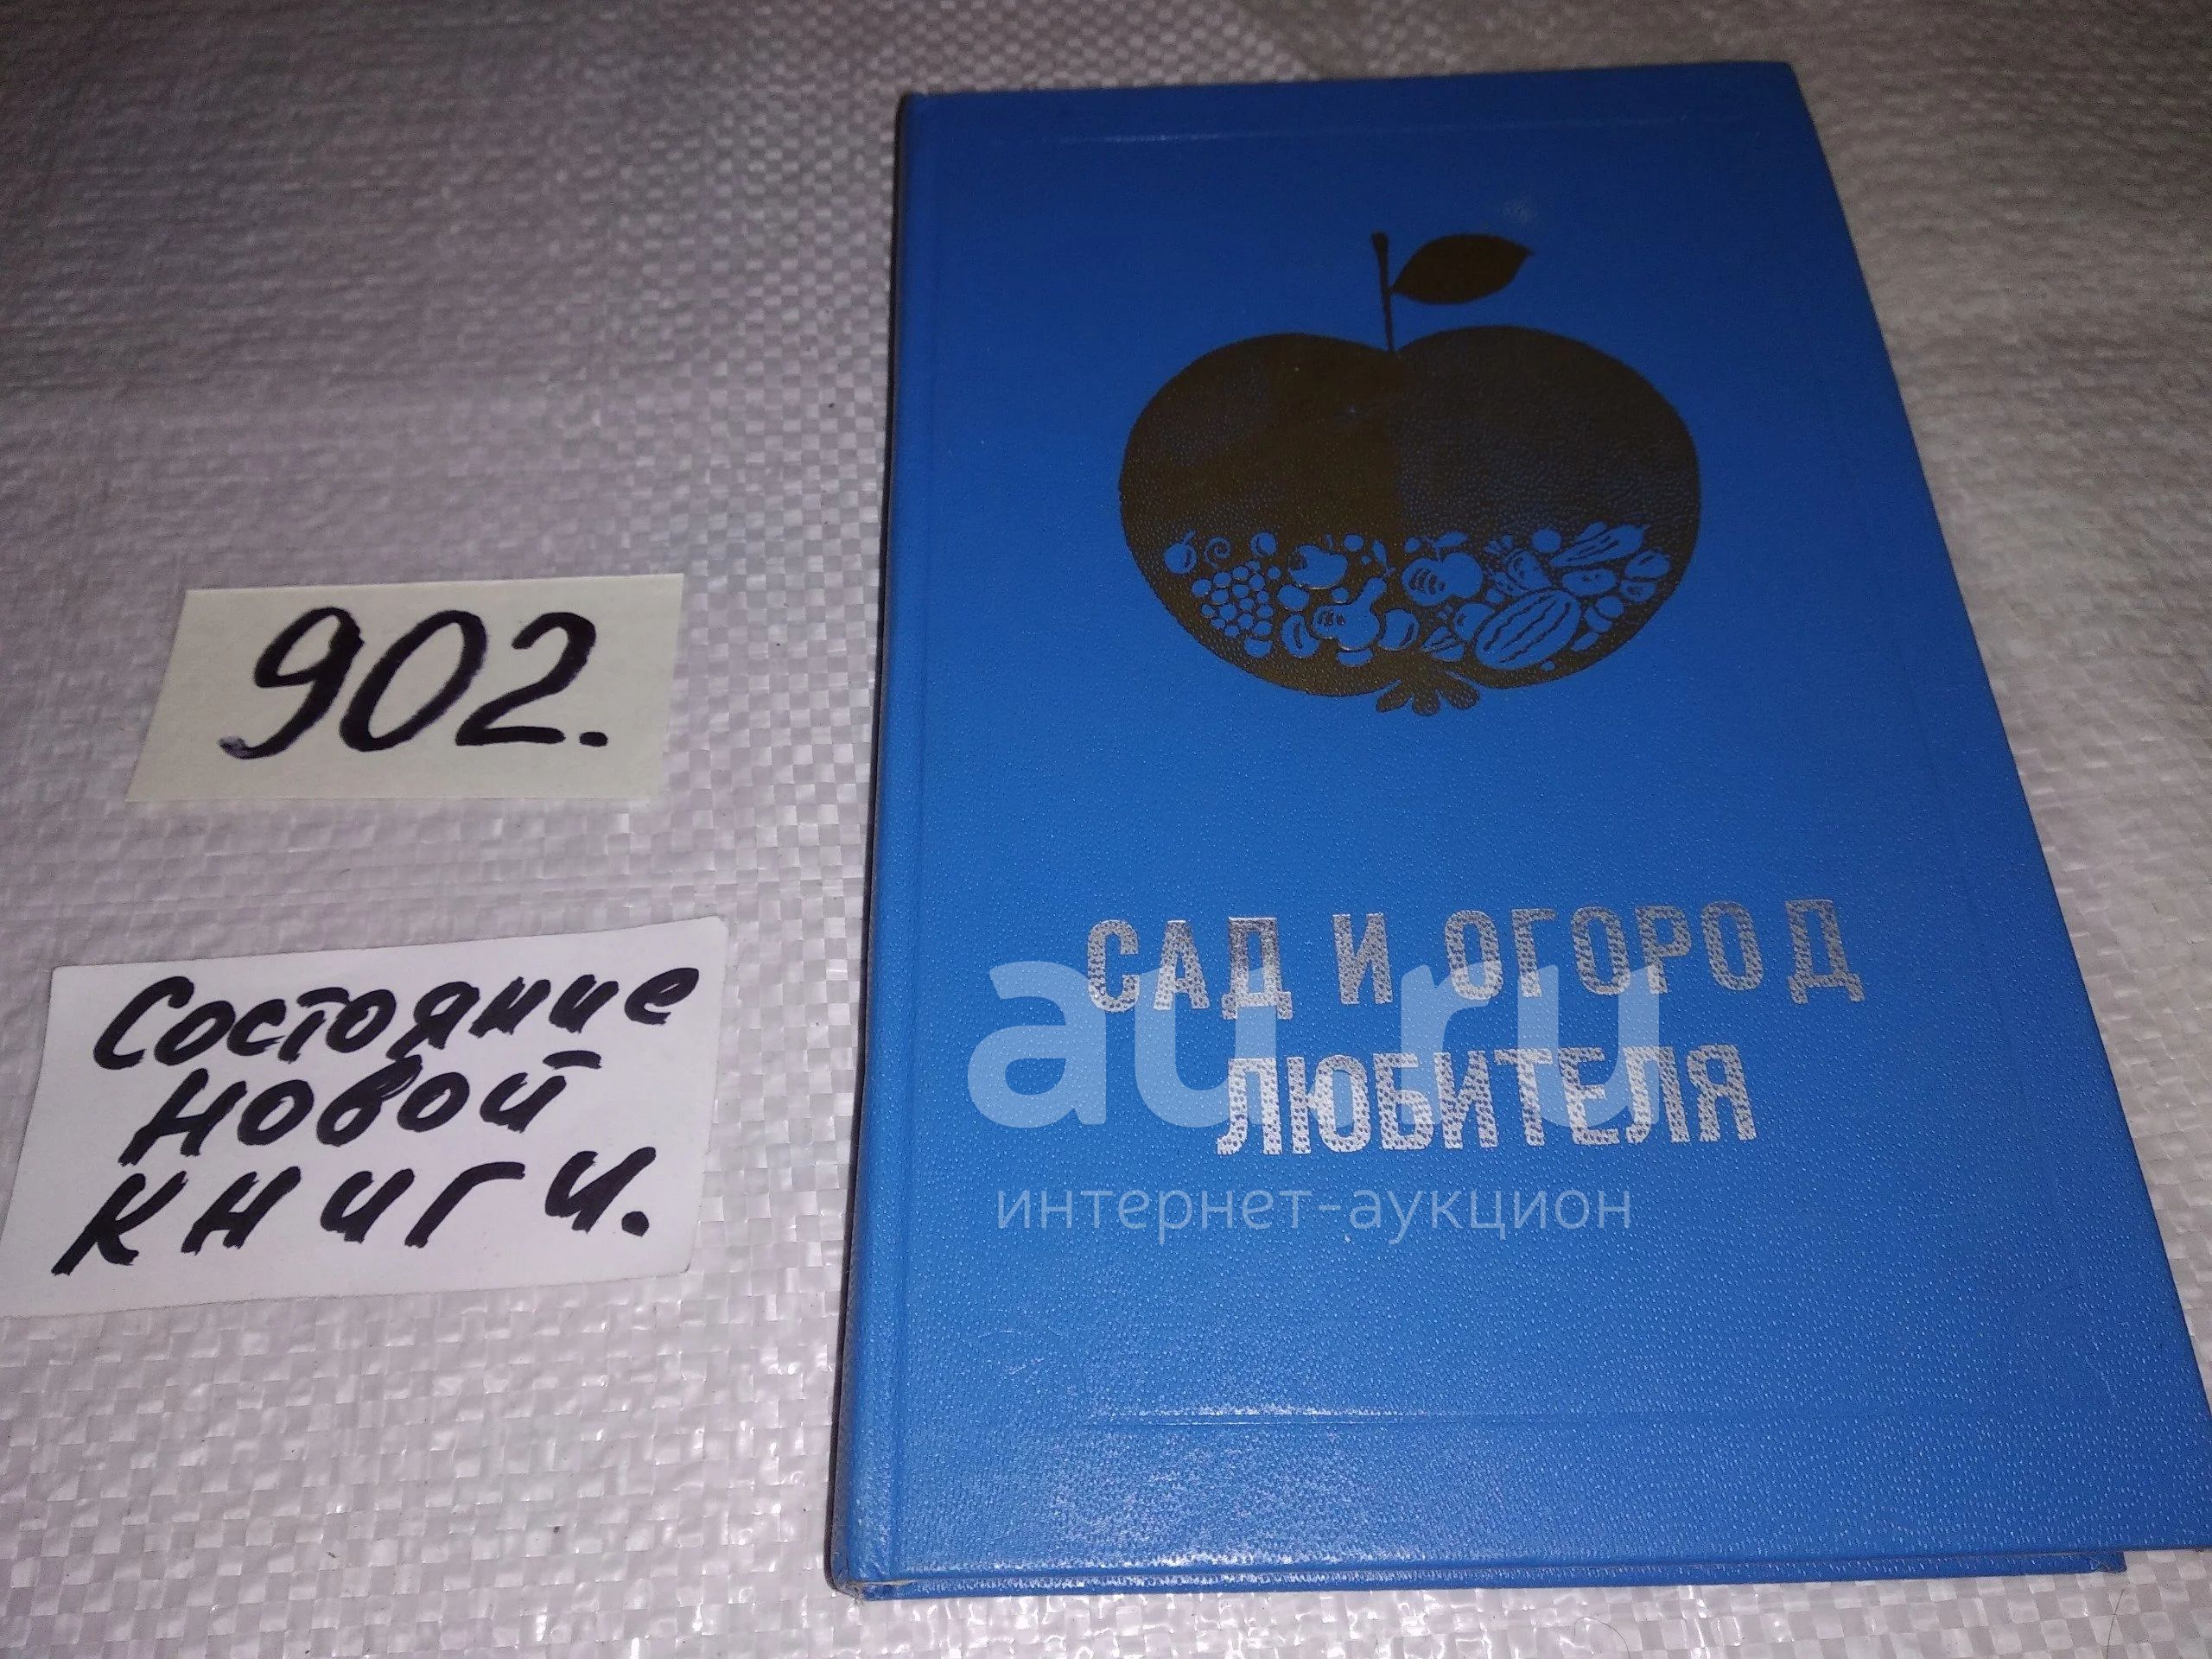 902.
Состояние
новой
книги.
САД И ОГОРОД
ЛЮБИТЕЛЯ
au.ru
интернет-аукцион